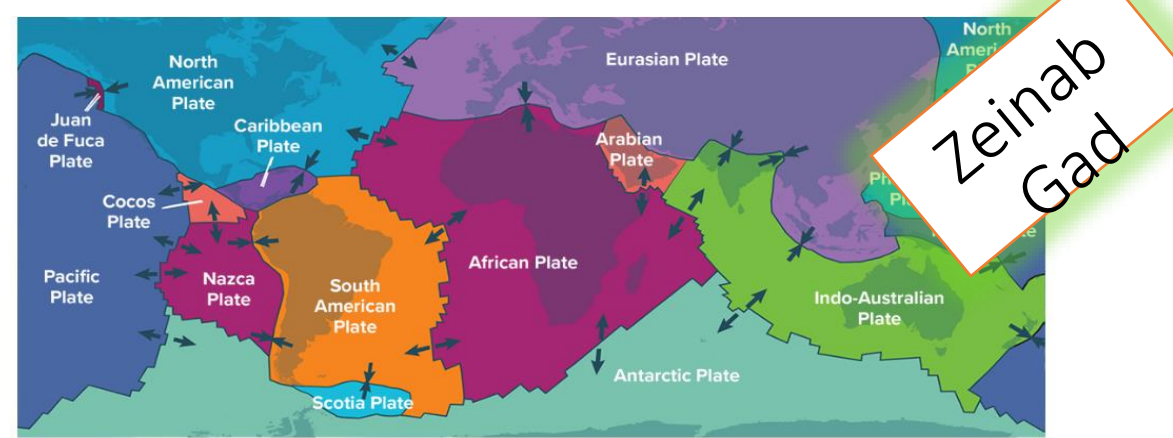 North
American
Plate
Eurasian Plate
North
Juan
de Fuca
Plate
Caribbean
Plate
Arabian
Plate
Cocos
Plate
Pacific
Plate
Nazca
Plate
South
American
Plate
African Plate
Indo-Australian
Plate
Antarctic Plate
Scotia Plate
Zeinab
Gad